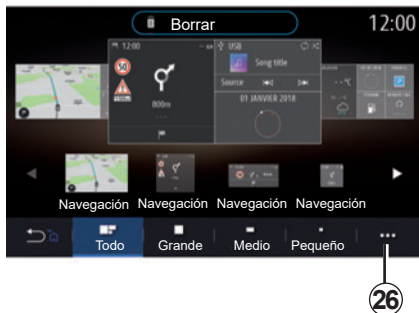 Borrar
12:00
12:00
USB
Song title
50
Source
800m
01 JANVIER 2018
Navegación
Navegación
Navegación
Navegación
Todo
Grande
Medio
Pequeño
26